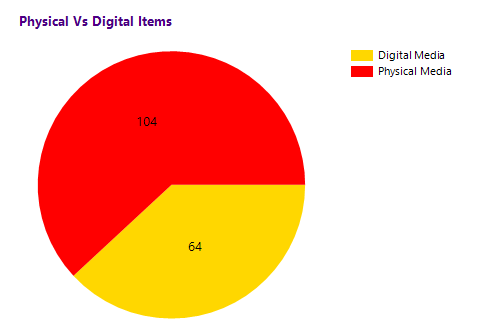 Physical Vs Digital Items
Digital Media
Physical Media
104
64